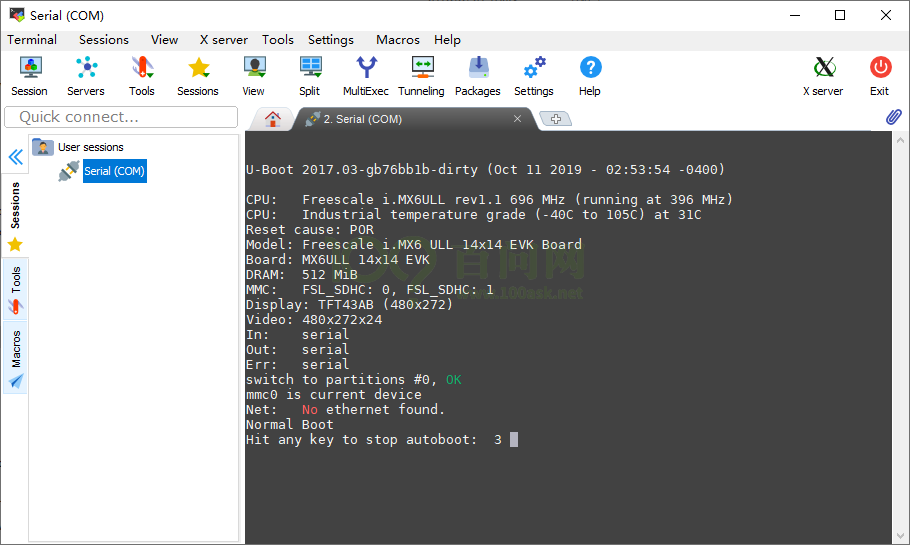 Serial (COM)
Terminal Sessions View X server Tools Settings Macros Help
Session Servers Tools Sessions View Split MultiExec Tunneling Packages Settings Help X server Exit
Quick connect...
2. Serial (COM)
User sessions
Serial (COM)
Sessions
Tools
Macros
U-Boot 2017.03-gb76bb1b-dirty (Oct 11 2019 - 02:53:54 -0400)
CPU:   Freescale i.MX6ULL rev1.1 696 MHz (running at 396 MHz)
CPU:   Industrial temperature grade (-40C to 105C) at 31C
Reset cause: POR
Model: Freescale i.MX6 ULL 14x14 EVK Board
Board: MX6ULL 14x14 EVK
DRAM:  512 MiB
MMC:   FSL_SDHC: 0, FSL_SDHC: 1
Display: TFT43AB (480x272)
Video: 480x272x24
In:    serial
Out:   serial
Err:   serial
switch to partitions #0, OK
mmc0 is current device
Net:   No ethernet found.
Normal Boot
Hit any key to stop autoboot:  3
百问网
www.100ask.net